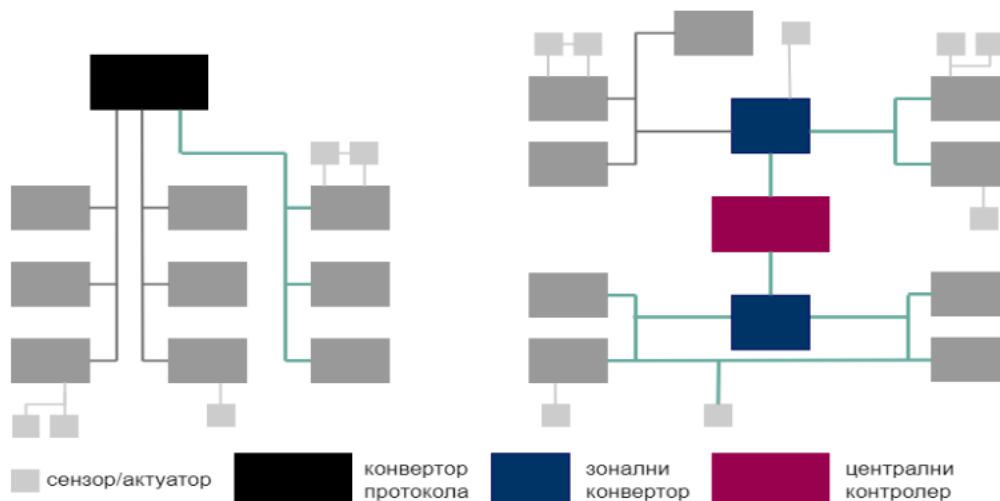 сензор/актуатор
конвертор
протокола
зонални
конвертор
централни
контролер